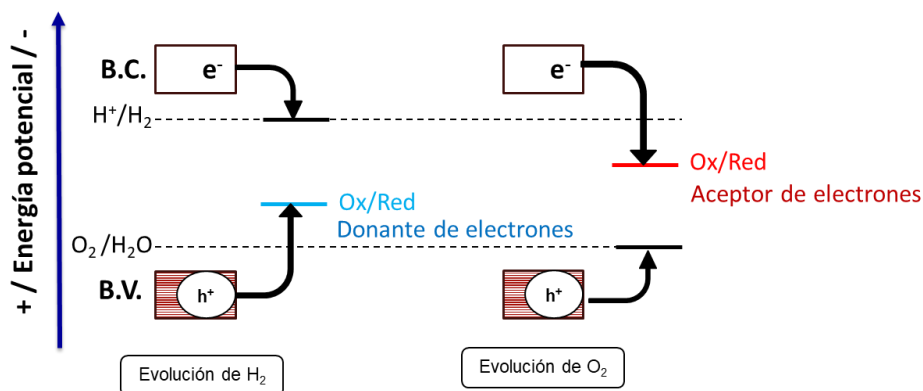 + / Energía potencial / -
B.C.
e⁻
e⁻
H⁺/H₂
Ox/Red
Aceptor de electrones
Ox/Red
Donante de electrones
O₂/H₂O
B.V.
h⁺
h⁺
Evolución de H₂
Evolución de O₂